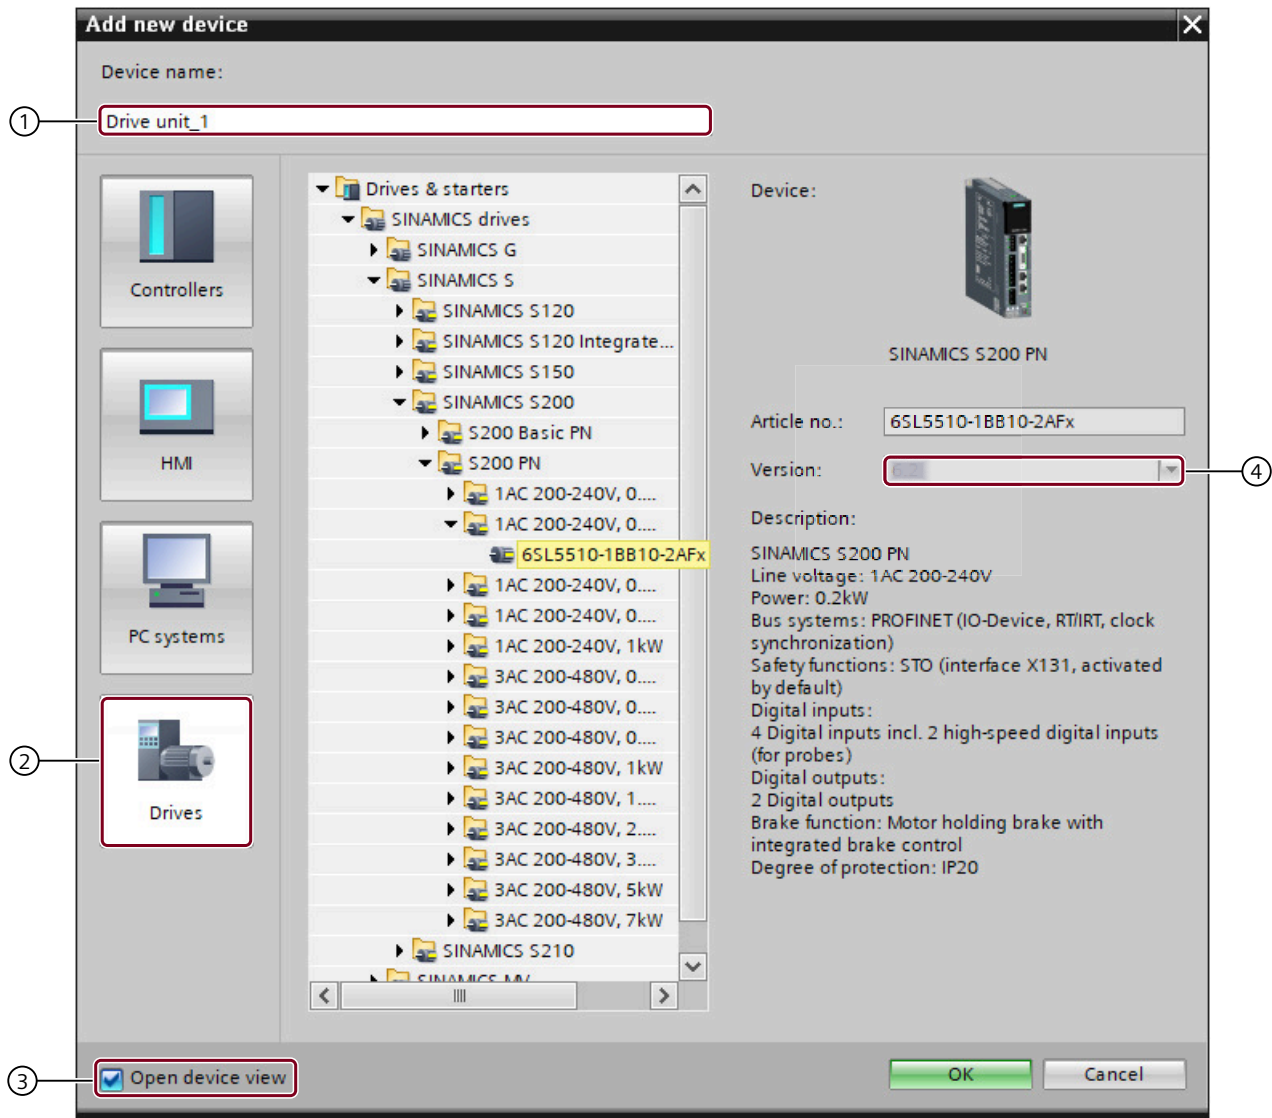 Add new device
Device name:
1
Drive unit_1
Controllers
HMI
PC systems
2
Drives
Drives & starters
SINAMICS drives
SINAMICS G
SINAMICS S
SINAMICS S120
SINAMICS S120 Integrate...
SINAMICS S150
SINAMICS S200
S200 Basic PN
S200 PN
1AC 200-240V, 0....
1AC 200-240V, 0....
6SL5510-1BB10-2AFx
1AC 200-240V, 0....
1AC 200-240V, 0....
1AC 200-240V, 1kW
3AC 200-480V, 0....
3AC 200-480V, 0....
3AC 200-480V, 0....
3AC 200-480V, 1kW
3AC 200-480V, 1....
3AC 200-480V, 2....
3AC 200-480V, 3....
3AC 200-480V, 5kW
3AC 200-480V, 7kW
SINAMICS S210
SINAMICS MV
Device:
SINAMICS S200 PN
Article no.: 6SL5510-1BB10-2AFx
Version: 6.2
4
Description:
SINAMICS S200 PN
Line voltage: 1AC 200-240V
Power: 0.2kW
Bus systems: PROFINET (IO-Device, RT/IRT, clock
synchronization)
Safety functions: STO (interface X131, activated
by default)
Digital inputs:
4 Digital inputs incl. 2 high-speed digital inputs
(for probes)
Digital outputs:
2 Digital outputs
Brake function: Motor holding brake with
integrated brake control
Degree of protection: IP20
3
Open device view
OK
Cancel